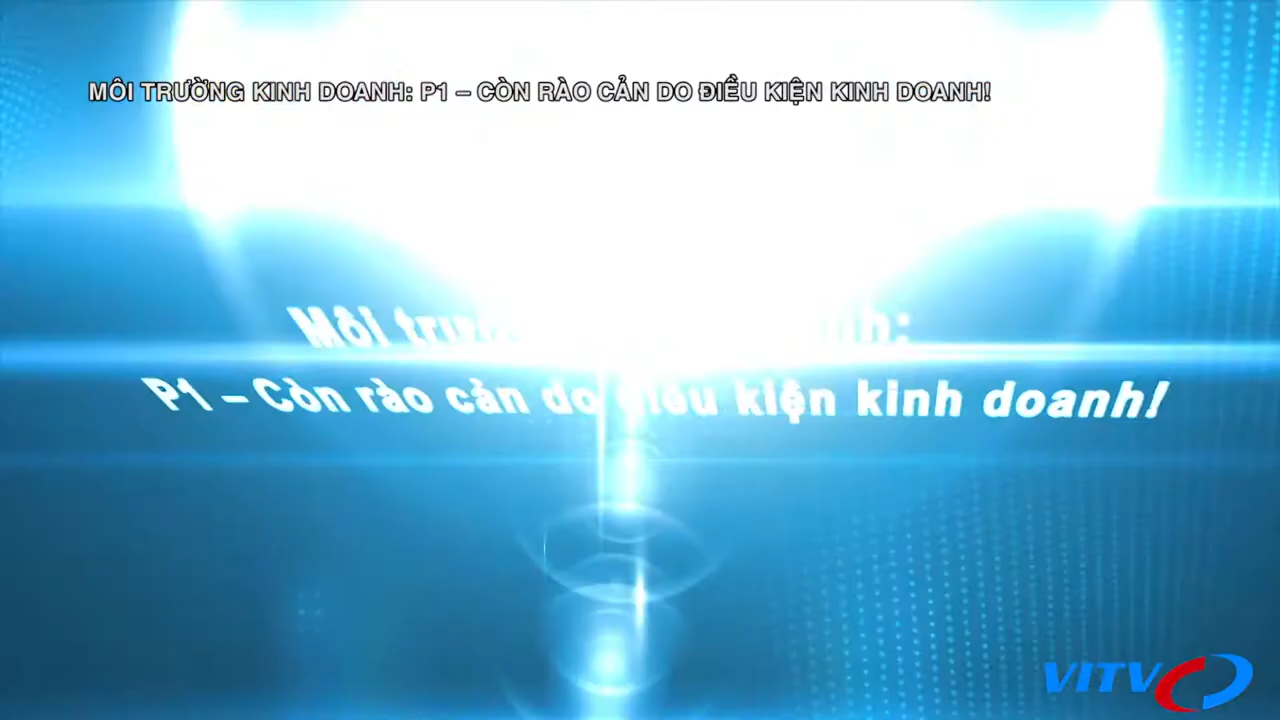 MÔI TRƯỜNG KINH DOANH: P1 – CÒN RÀO CẢN DO ĐIỀU KIỆN KINH DOANH!
Môi
P1 – Còn rào cản do kiện kinh doanh!
VITV